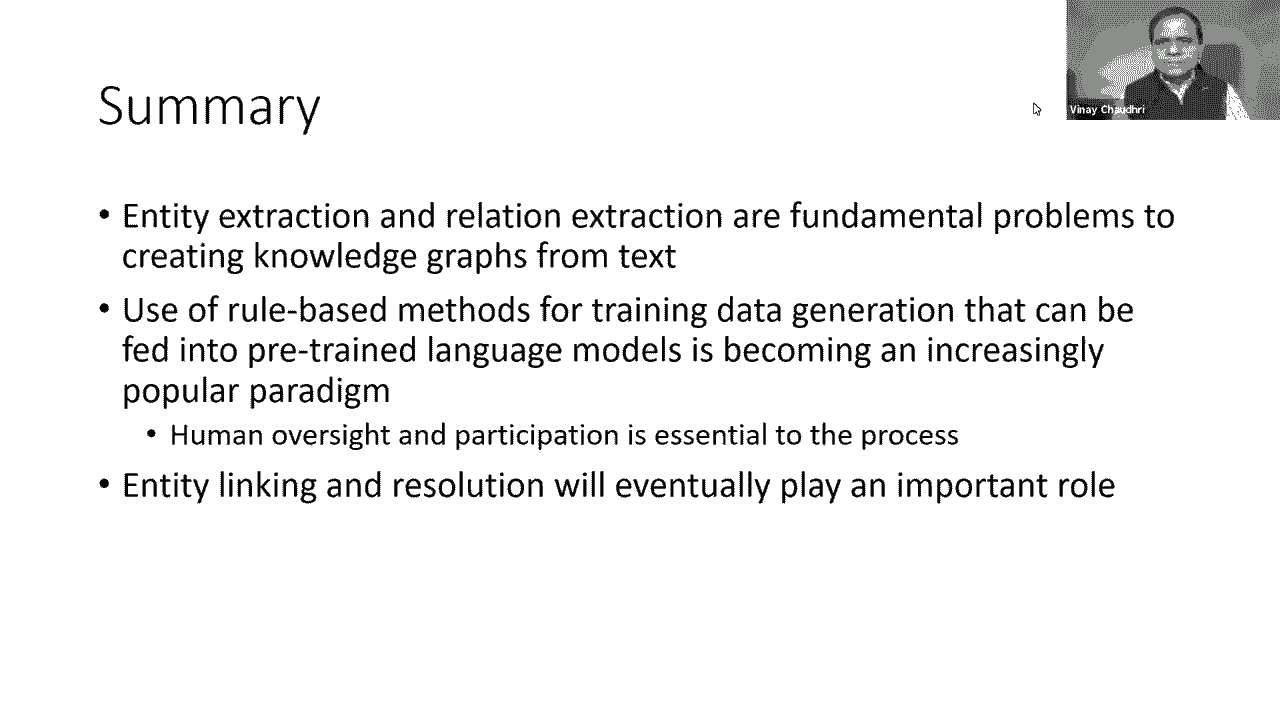 Summary
Vinay Chaudhri
• Entity extraction and relation extraction are fundamental problems to
creating knowledge graphs from text
• Use of rule-based methods for training data generation that can be
fed into pre-trained language models is becoming an increasingly
popular paradigm
• Human oversight and participation is essential to the process
• Entity linking and resolution will eventually play an important role